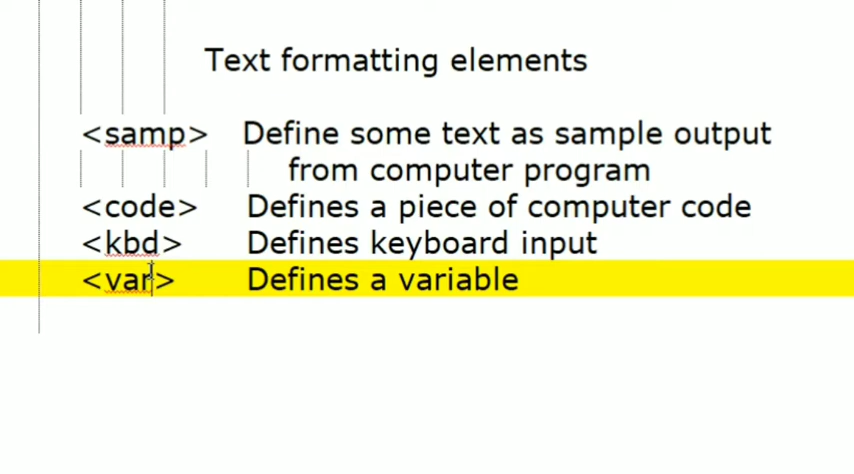 Text formatting elements
<samp> Define some text as sample output
from computer program
<code> Defines a piece of computer code
<kbd> Defines keyboard input
<var> Defines a variable